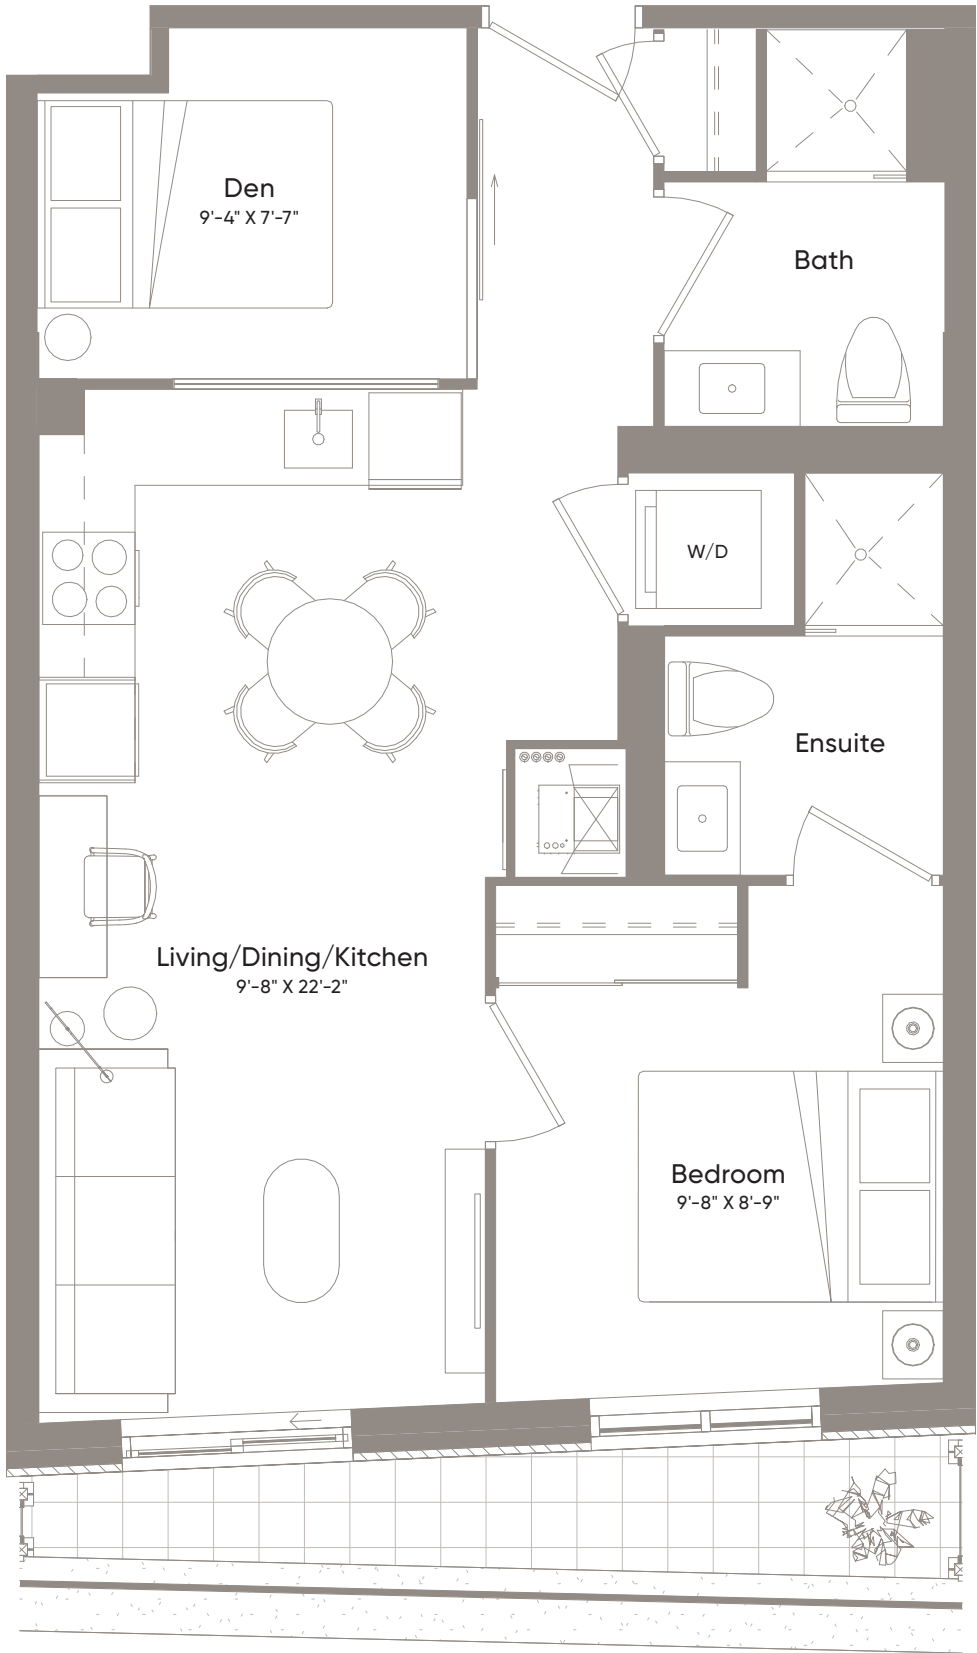 Den
9'-4" X 7'-7"
Bath
W/D
Ensuite
Living/Dining/Kitchen
9'-8" X 22'-2"
Bedroom
9'-8" X 8'-9"